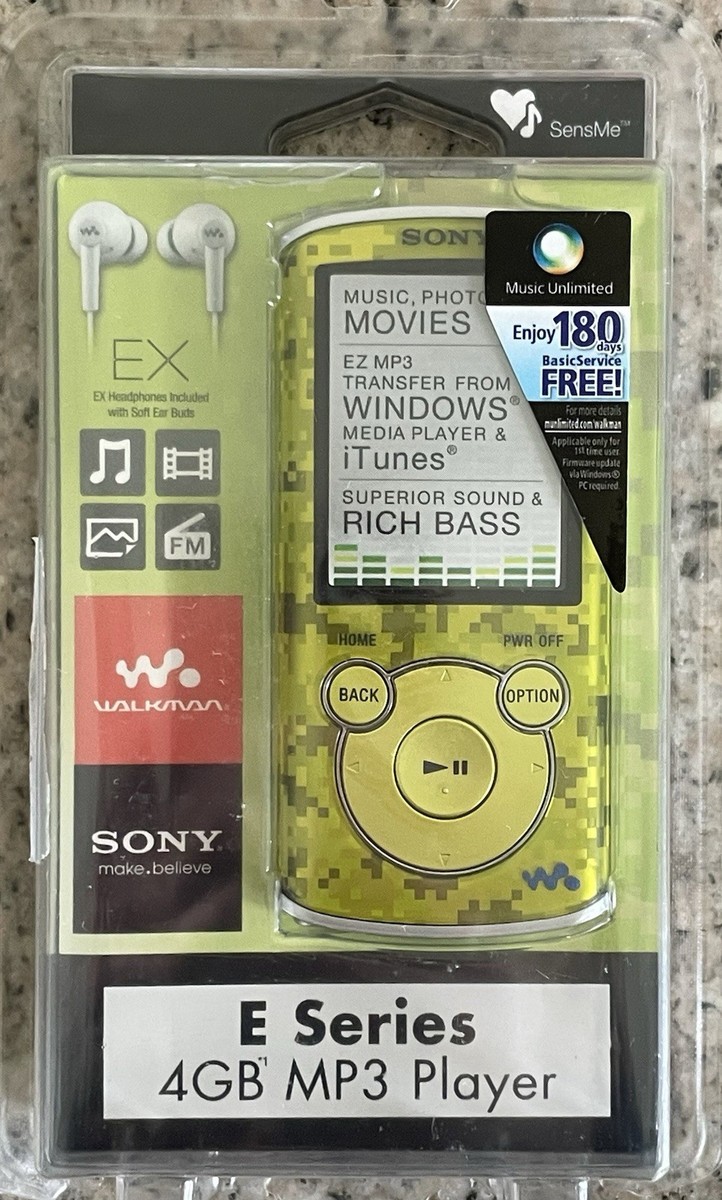 SensMe™
SONY
Music Unlimited
Enjoy 180
days
BasicService
FREE!
For more details
munlimited.com/walkman
Applicable only for
1st time user.
Firmware update
via Windows®
PC required.
MUSIC, PHOTO
MOVIES
EZ MP3
TRANSFER FROM
WINDOWS®
MEDIA PLAYER &
iTunes®
SUPERIOR SOUND &
RICH BASS
EX
EX Headphones Included
with Soft Ear Buds
FM
WALKMAN
SONY
make.believe
HOME
PWR OFF
BACK
OPTION
E Series
4GB*1 MP3 Player